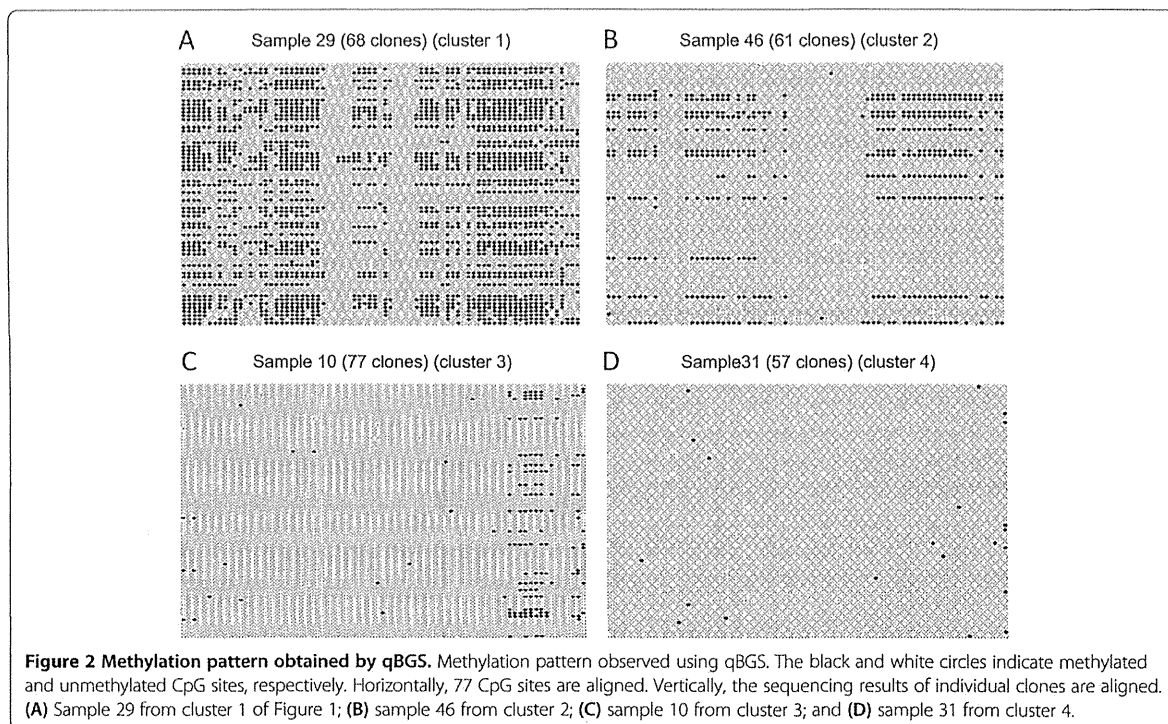 A Sample 29 (68 clones) (cluster 1)
B Sample 46 (61 clones) (cluster 2)
C Sample 10 (77 clones) (cluster 3)
D Sample31 (57 clones) (cluster 4)
Figure 2 Methylation pattern obtained by qBGS. Methylation pattern observed using qBGS. The black and white circles indicate methylated
and unmethylated CpG sites, respectively. Horizontally, 77 CpG sites are aligned. Vertically, the sequencing results of individual clones are aligned.
(A) Sample 29 from cluster 1 of Figure 1; (B) sample 46 from cluster 2; (C) sample 10 from cluster 3; and (D) sample 31 from cluster 4.